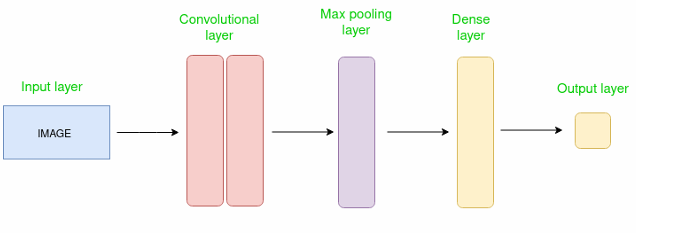 Convolutional
layer
Max pooling
layer
Dense
layer
Input layer
Output layer
IMAGE